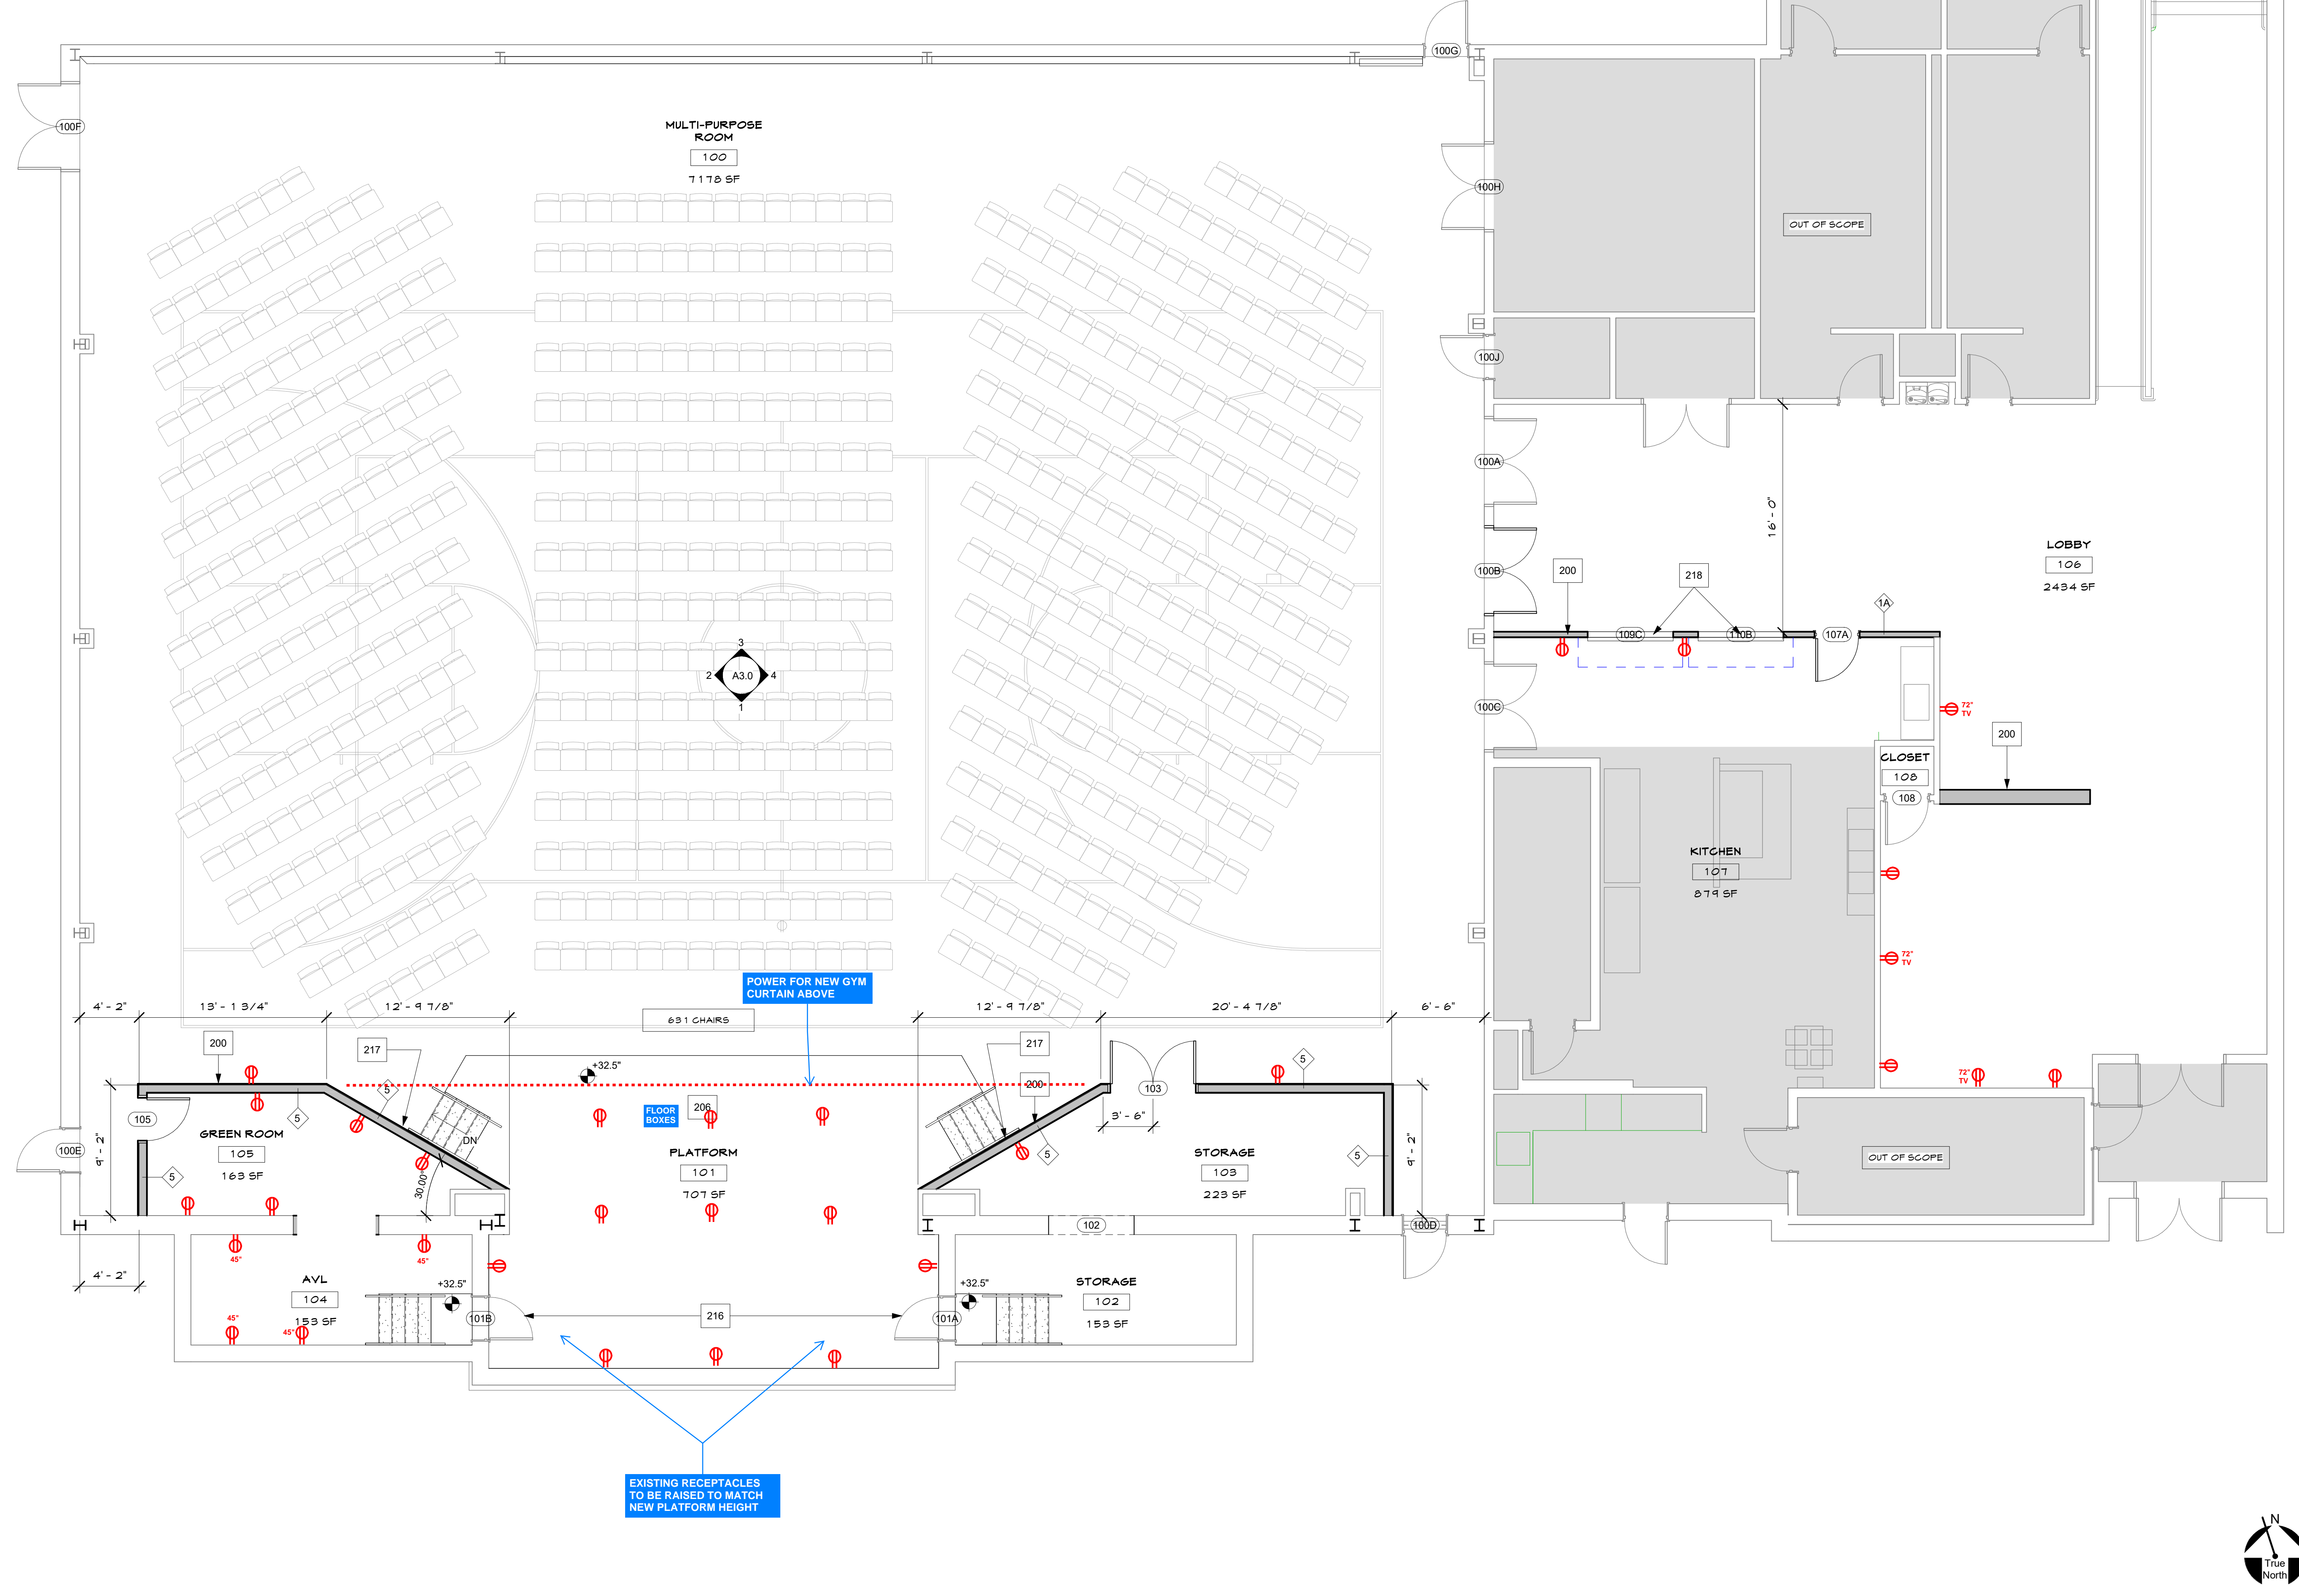 100G
100F
MULTI-PURPOSE
ROOM
100
7178 SF
100H
OUT OF SCOPE
100J
100A
16' - 0"
LOBBY
106
2434 SF
100B
200
218
1A
109C
110B
107A
3
2
A3.0
4
1
100C
72"
TV
200
CLOSET
108
108
KITCHEN
107
879 SF
72"
TV
POWER FOR NEW GYM
CURTAIN ABOVE
4' - 2"
13' - 1 3/4"
12' - 9 7/8"
12' - 9 7/8"
20' - 4 7/8"
6' - 6"
631 CHAIRS
200
217
217
5
+32.5"
200
72"
TV
5
103
206
FLOOR
BOXES
3' - 6"
105
5
GREEN ROOM
105
163 SF
DN
100E
9' - 2"
5
30.00°
PLATFORM
101
707 SF
5
STORAGE
103
223 SF
5
9' - 2"
OUT OF SCOPE
102
100D
45"
45"
4' - 2"
AVL
104
153 SF
+32.5"
+32.5"
STORAGE
102
153 SF
45"
45"
101B
216
101A
EXISTING RECEPTACLES
TO BE RAISED TO MATCH
NEW PLATFORM HEIGHT
N
True
North